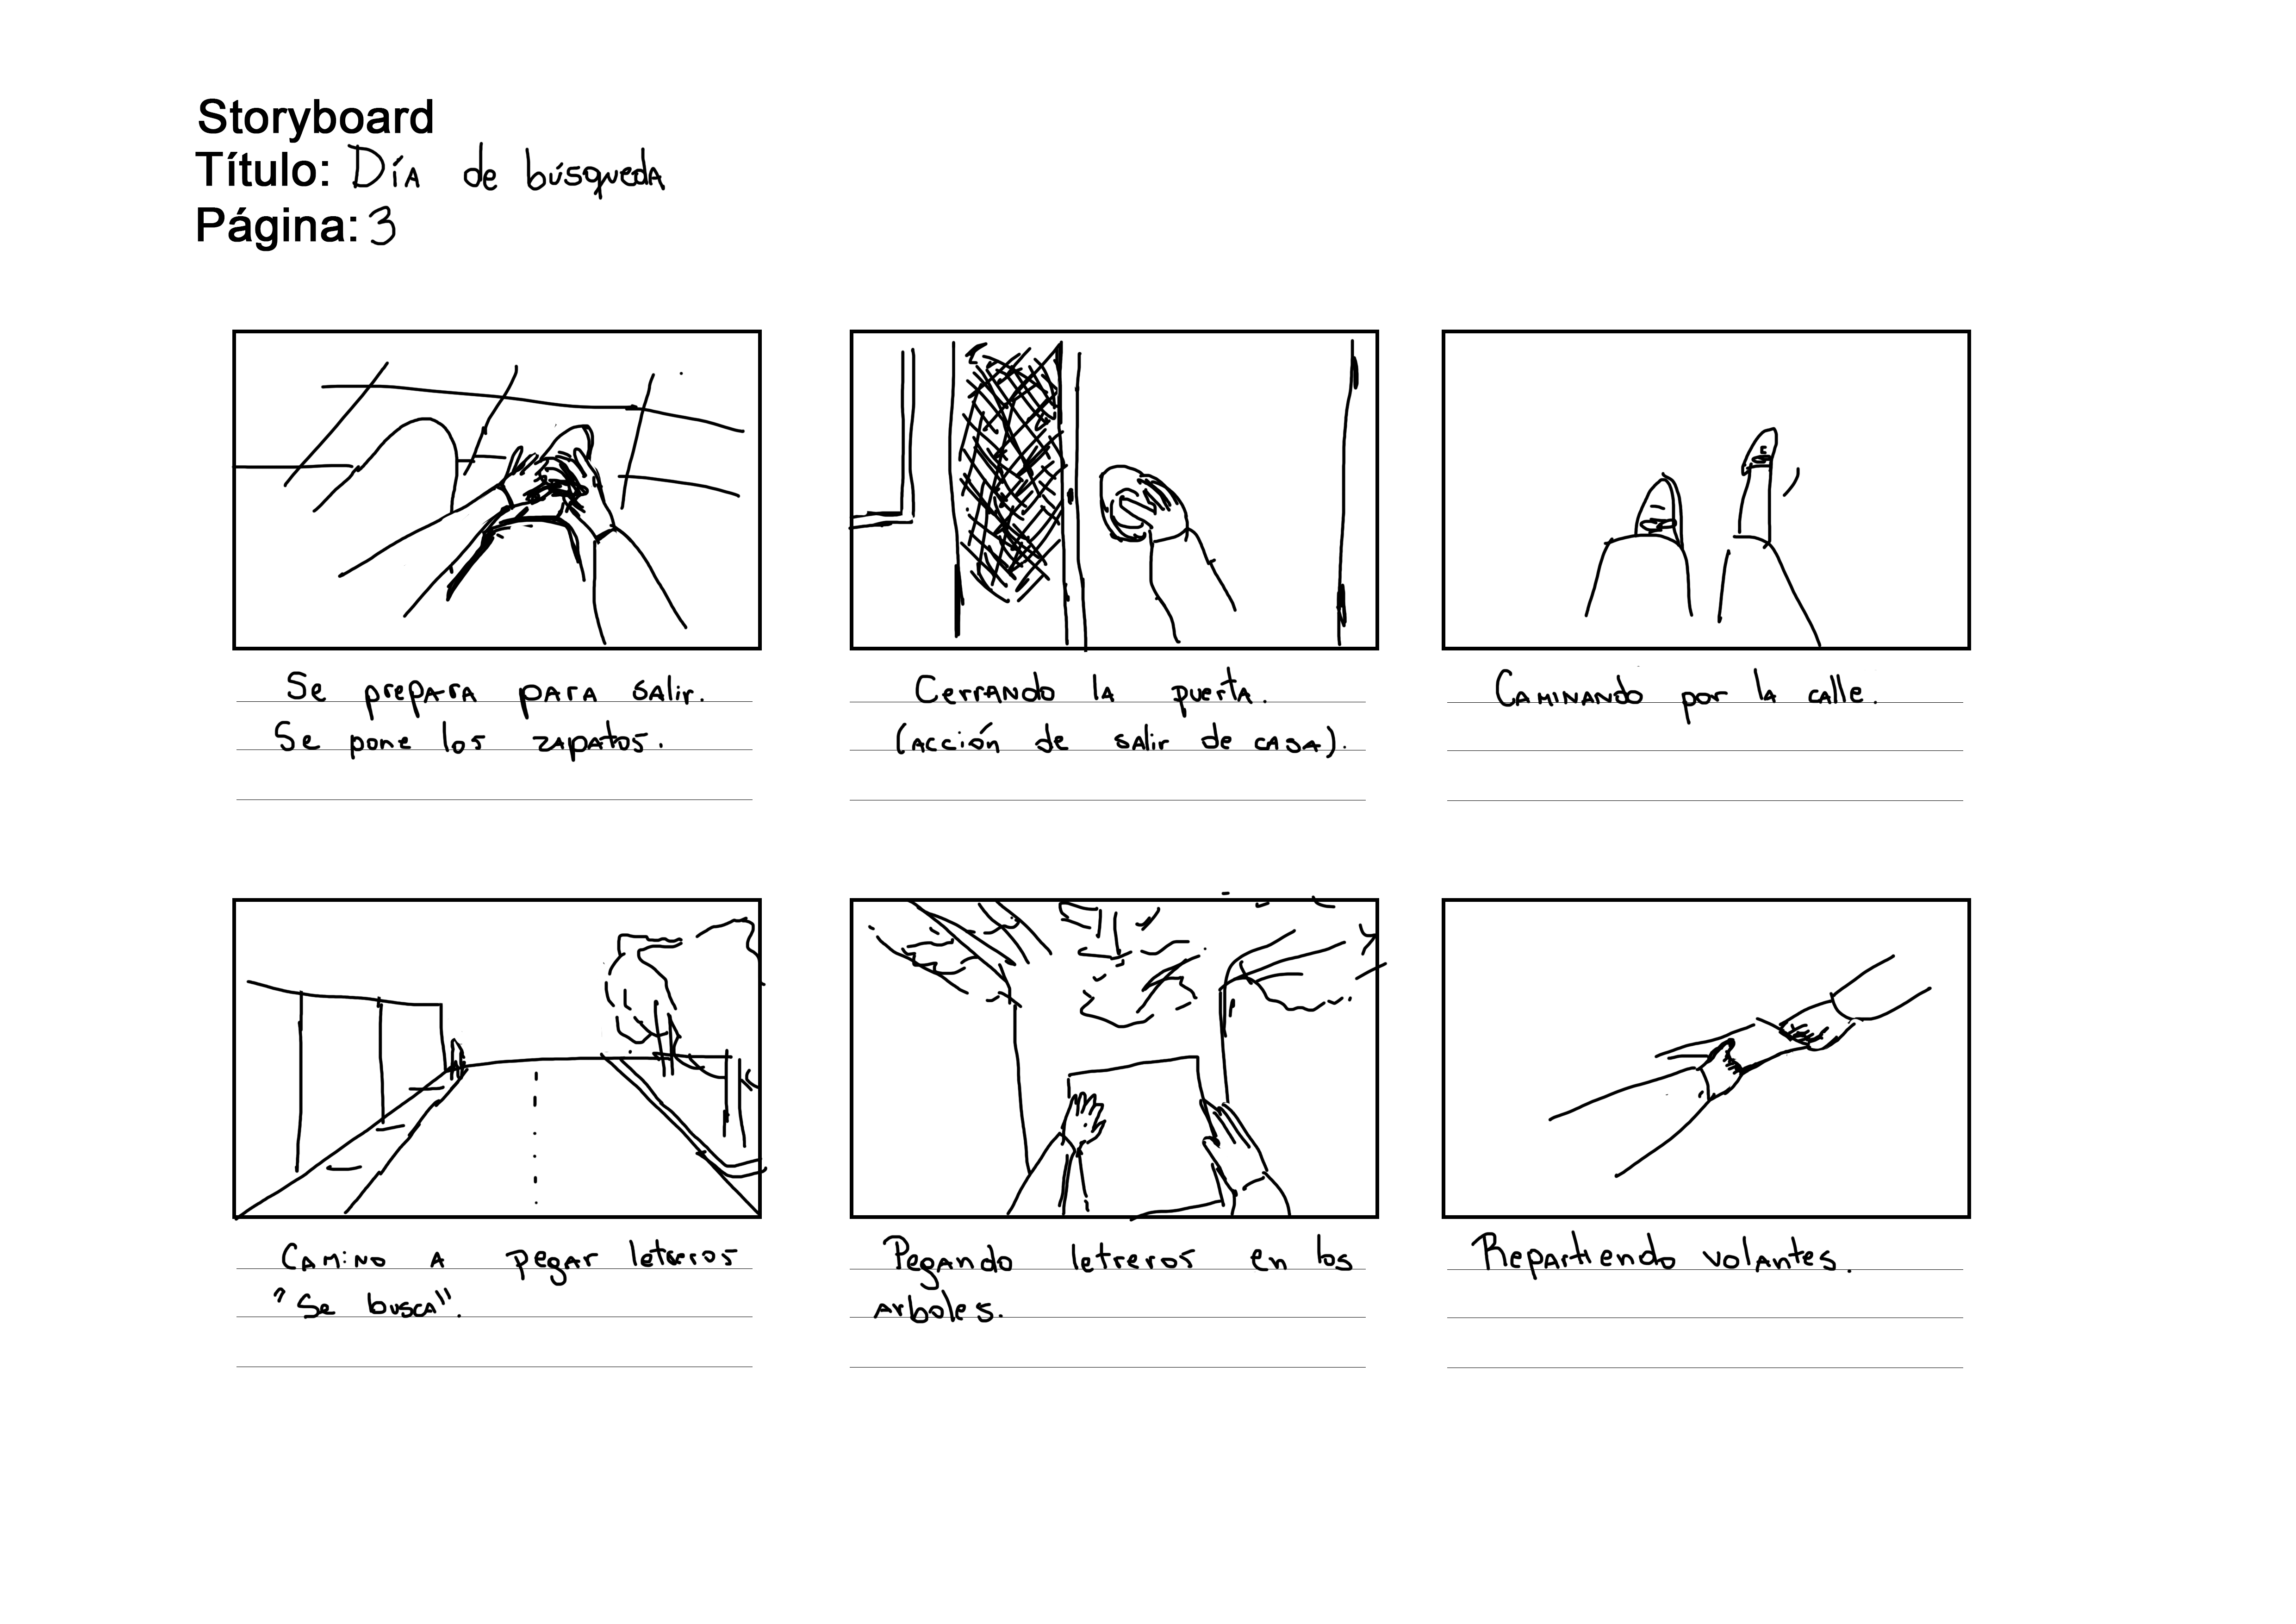 Storyboard
Título: Día de búsqueda
Página: 3
Se prepara para salir.
Se pone los zapatos.
Cerrando la puerta.
(acción de salir de casa).
Caminando por la calle.
Camino a pegar letreros
"Se busca".
Pegando letreros en los
arboles.
Repartiendo volantes.